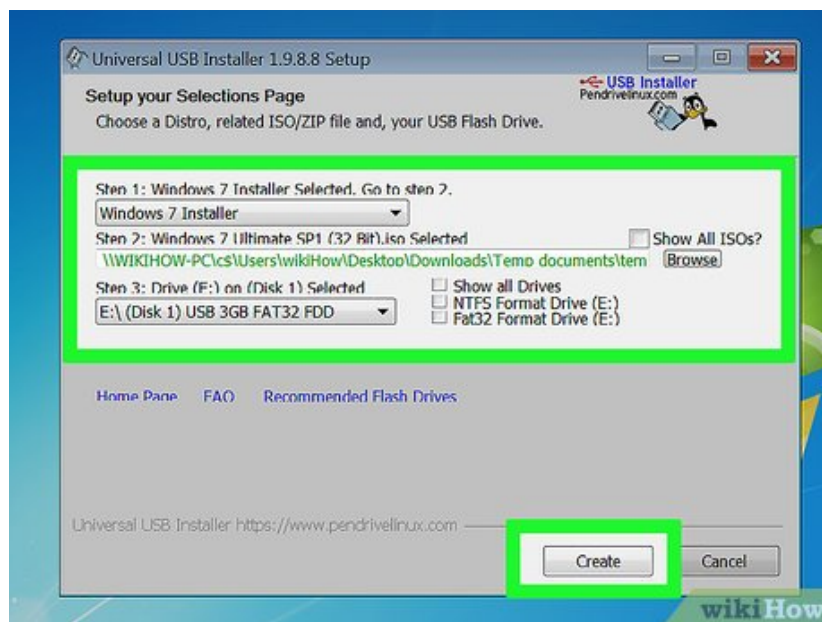 Universal USB Installer 1.9.8.8 Setup
Setup your Selections Page
Choose a Distro, related ISO/ZIP file and, your USB Flash Drive.
USB Installer
Pendrivelinux.com
Step 1: Windows 7 Installer Selected. Go to step 2.
Windows 7 Installer
Step 2: Windows 7 Ultimate SP1 (32 Bit).iso Selected
Show All ISOs?
\\WIKIHOW-PC\c$\Users\wikiHow\Desktop\Downloads\Temp documents\tem
Browse
Step 3: Drive (E:) on (Disk 1) Selected
Show all Drives
NTFS Format Drive (E:)
Fat32 Format Drive (E:)
E:\ (Disk 1) USB 3GB FAT32 FDD
Home Page FAQ Recommended Flash Drives
Universal USB Installer https://www.pendrivelinux.com
Create Cancel
wikiHow